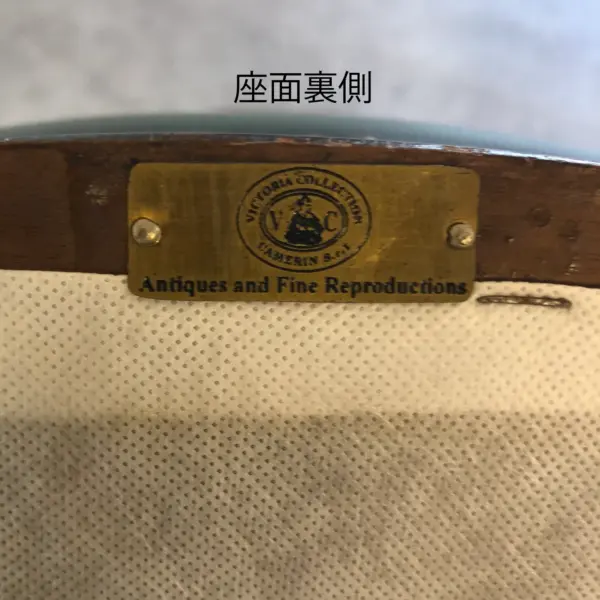 座面裏側
VICTORIA COLLECTION
V C
CAMERIN S.r.l
Antiques and Fine Reproductions